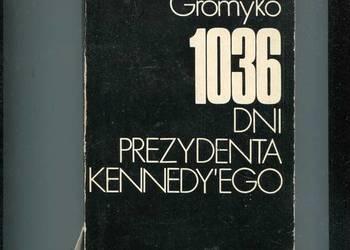 Gromyko
1036
DNI
PREZYDENTA
KENNEDY'EGO